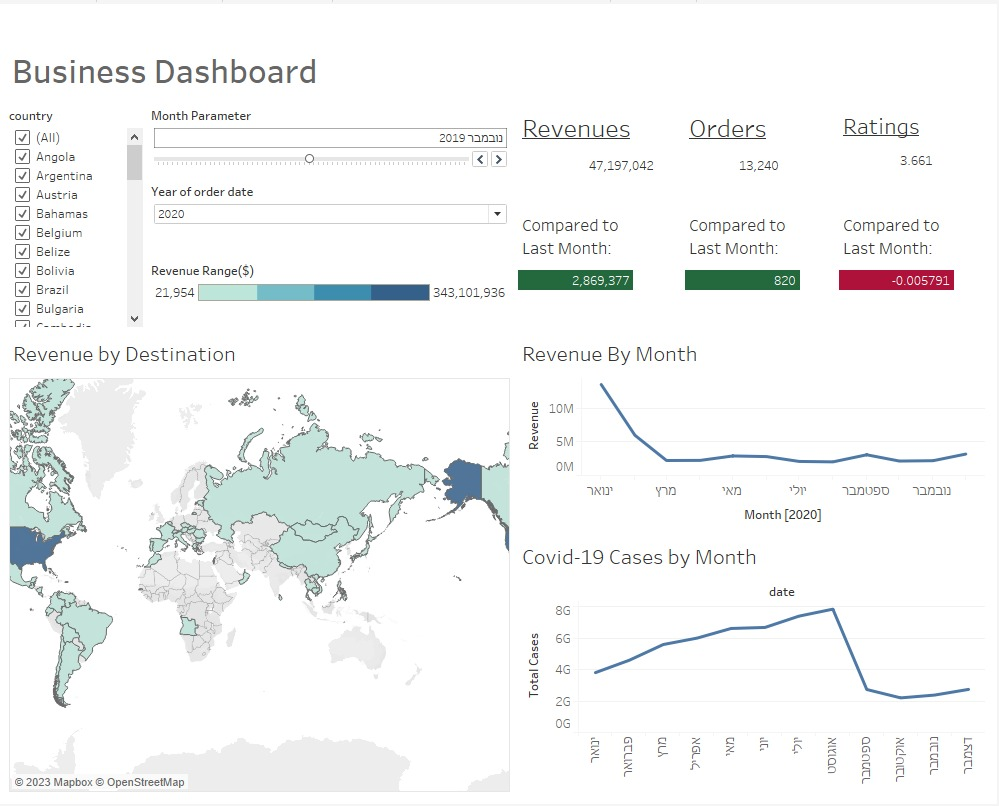 Business Dashboard
country
(All)
Angola
Argentina
Austria
Bahamas
Belgium
Belize
Bolivia
Brazil
Bulgaria
Month Parameter
נובמבר 2019
Year of order date
2020
Revenue Range($)
21,954
343,101,936
Revenues
Orders
Ratings
47,197,042
13,240
3.661
Compared to
Last Month:
Compared to
Last Month:
Compared to
Last Month:
2,869,377
820
-0.005791
Revenue by Destination
© 2023 Mapbox © OpenStreetMap
Revenue By Month
Revenue
10M
5M
0M
ינואר
מרץ
מאי
יולי
ספטמבר
נובמבר
Month [2020]
Covid-19 Cases by Month
date
Total Cases
8G
6G
4G
2G
0G
ינואר
פברואר
מרץ
אפריל
מאי
יוני
יולי
אוגוסט
ספטמבר
אוקטובר
נובמבר
דצמבר